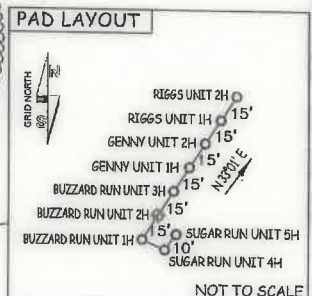 PAD LAYOUT
GRID NORTH
N
S
RIGGS UNIT 2H
RIGGS UNIT 1H
15'
GENNY UNIT 2H
15'
GENNY UNIT 1H
15'
BUZZARD RUN UNIT 3H
15'
N 33°01' E
BUZZARD RUN UNIT 2H
15'
BUZZARD RUN UNIT 1H
15'
SUGAR RUN UNIT 5H
10'
SUGAR RUN UNIT 4H
NOT TO SCALE